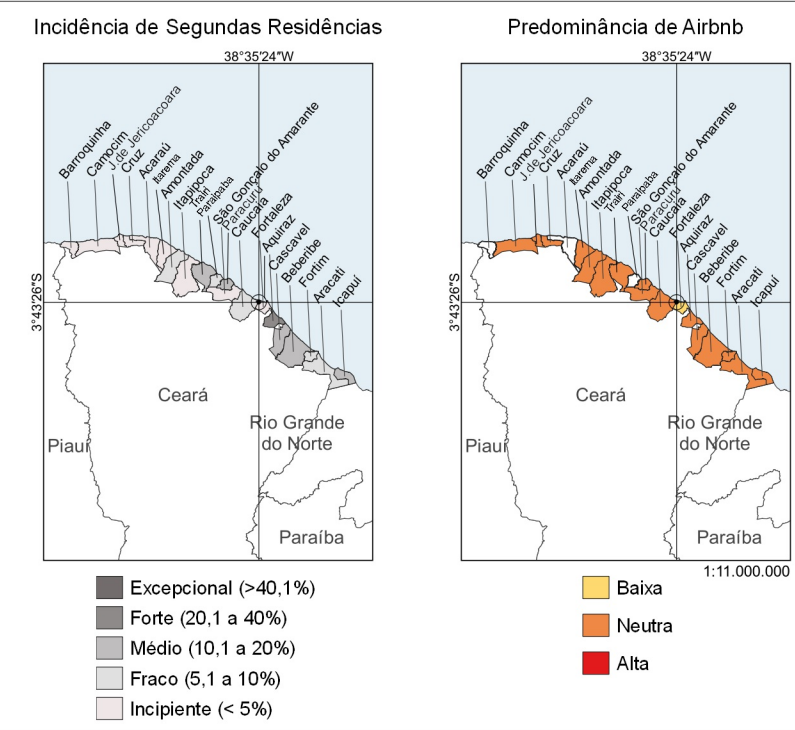 Incidência de Segundas Residências
38°35'24"W
Barroquinha
Camocim
J.de Jericoacoara
Cruz
Acaraú
Itarema
Amontada
Itapipoca
Trairi
Paraipaba
São Gonçalo do Amarante
Paracuru
Caucaia
Fortaleza
Aquiraz
Cascavel
Beberibe
Fortim
Aracati
Icapuí
3°43'26"S
Ceará
Rio Grande
do Norte
Piauí
Paraíba
Excepcional (>40,1%)
Forte (20,1 a 40%)
Médio (10,1 a 20%)
Fraco (5,1 a 10%)
Incipiente (< 5%)
Predominância de Airbnb
38°35'24"W
Barroquinha
Camocim
J.de Jericoacoara
Cruz
Acaraú
Itarema
Amontada
Itapipoca
Trairi
Paraipaba
São Gonçalo do Amarante
Paracuru
Caucaia
Fortaleza
Aquiraz
Cascavel
Beberibe
Fortim
Aracati
Icapuí
3°43'26"S
Ceará
Rio Grande
do Norte
Piauí
Paraíba
1:11.000.000
Baixa
Neutra
Alta